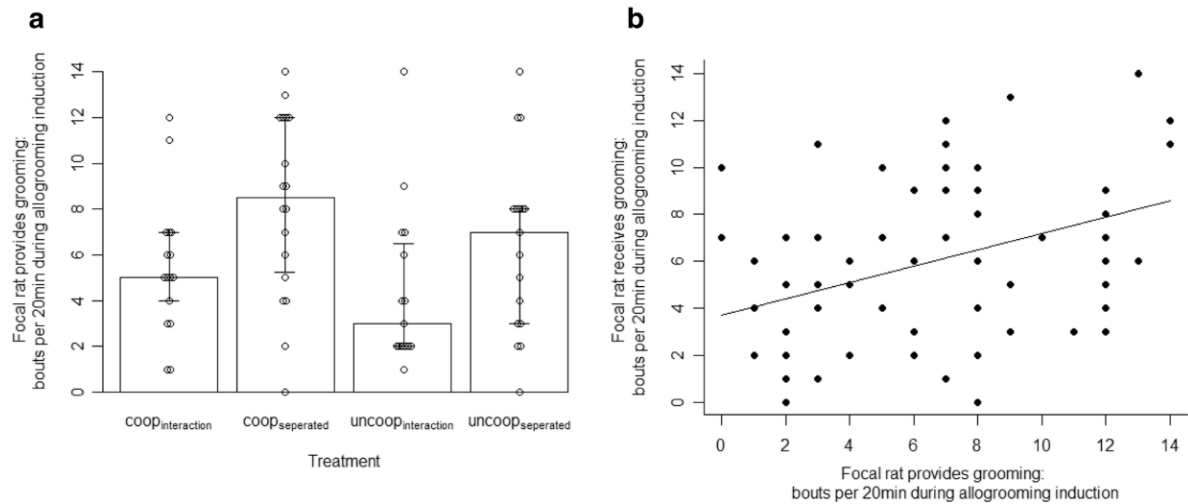 a
Focal rat provides grooming:
bouts per 20min during allogrooming induction
14
12
10
8
6
4
2
0
coopinteraction
coopseperated
uncoopinteraction
uncoopseperated
Treatment
b
Focal rat receives grooming:
bouts per 20min during allogrooming induction
14
12
10
8
6
4
2
0
0 2 4 6 8 10 12 14
Focal rat provides grooming:
bouts per 20min during allogrooming induction